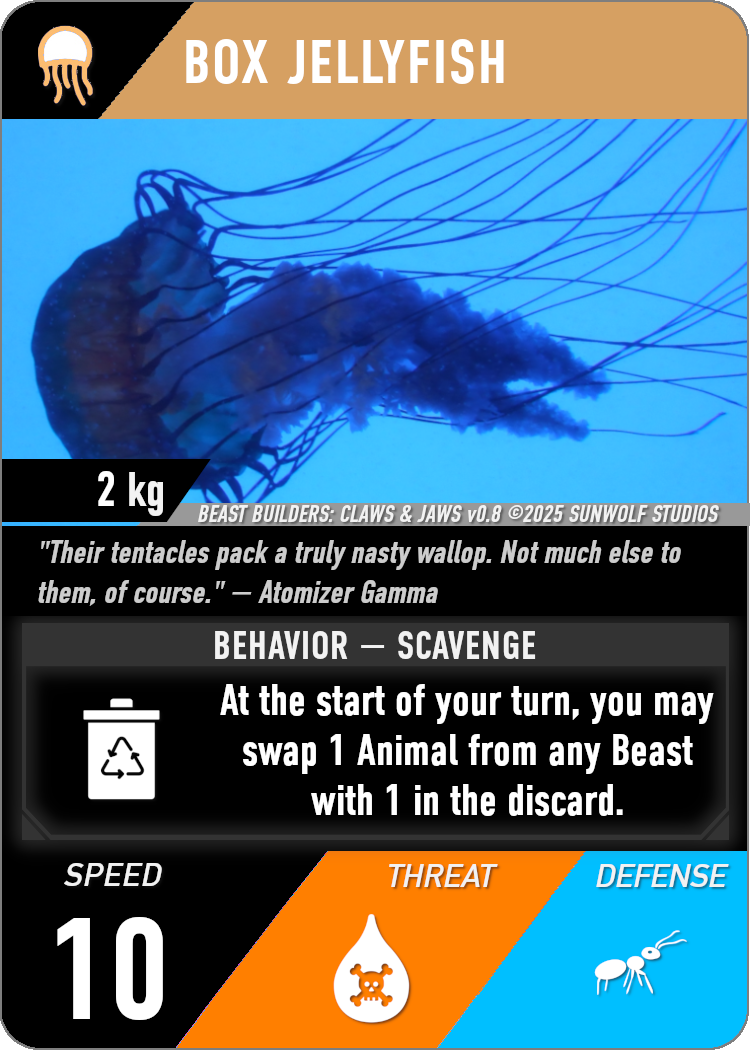 BOX JELLYFISH
2 kg
BEAST BUILDERS: CLAWS & JAWS v0.8 ©2025 SUNWOLF STUDIOS
"Their tentacles pack a truly nasty wallop. Not much else to
them, of course." — Atomizer Gamma
BEHAVIOR — SCAVENGE
At the start of your turn, you may
swap 1 Animal from any Beast
with 1 in the discard.
SPEED THREAT DEFENSE
10